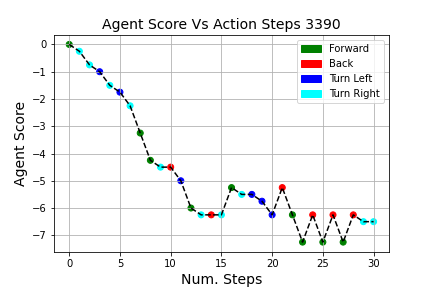 Agent Score Vs Action Steps 3390
Forward
Back
Turn Left
Turn Right
0
−1
−2
−3
−4
−5
−6
−7
Agent Score
0 5 10 15 20 25 30
Num. Steps